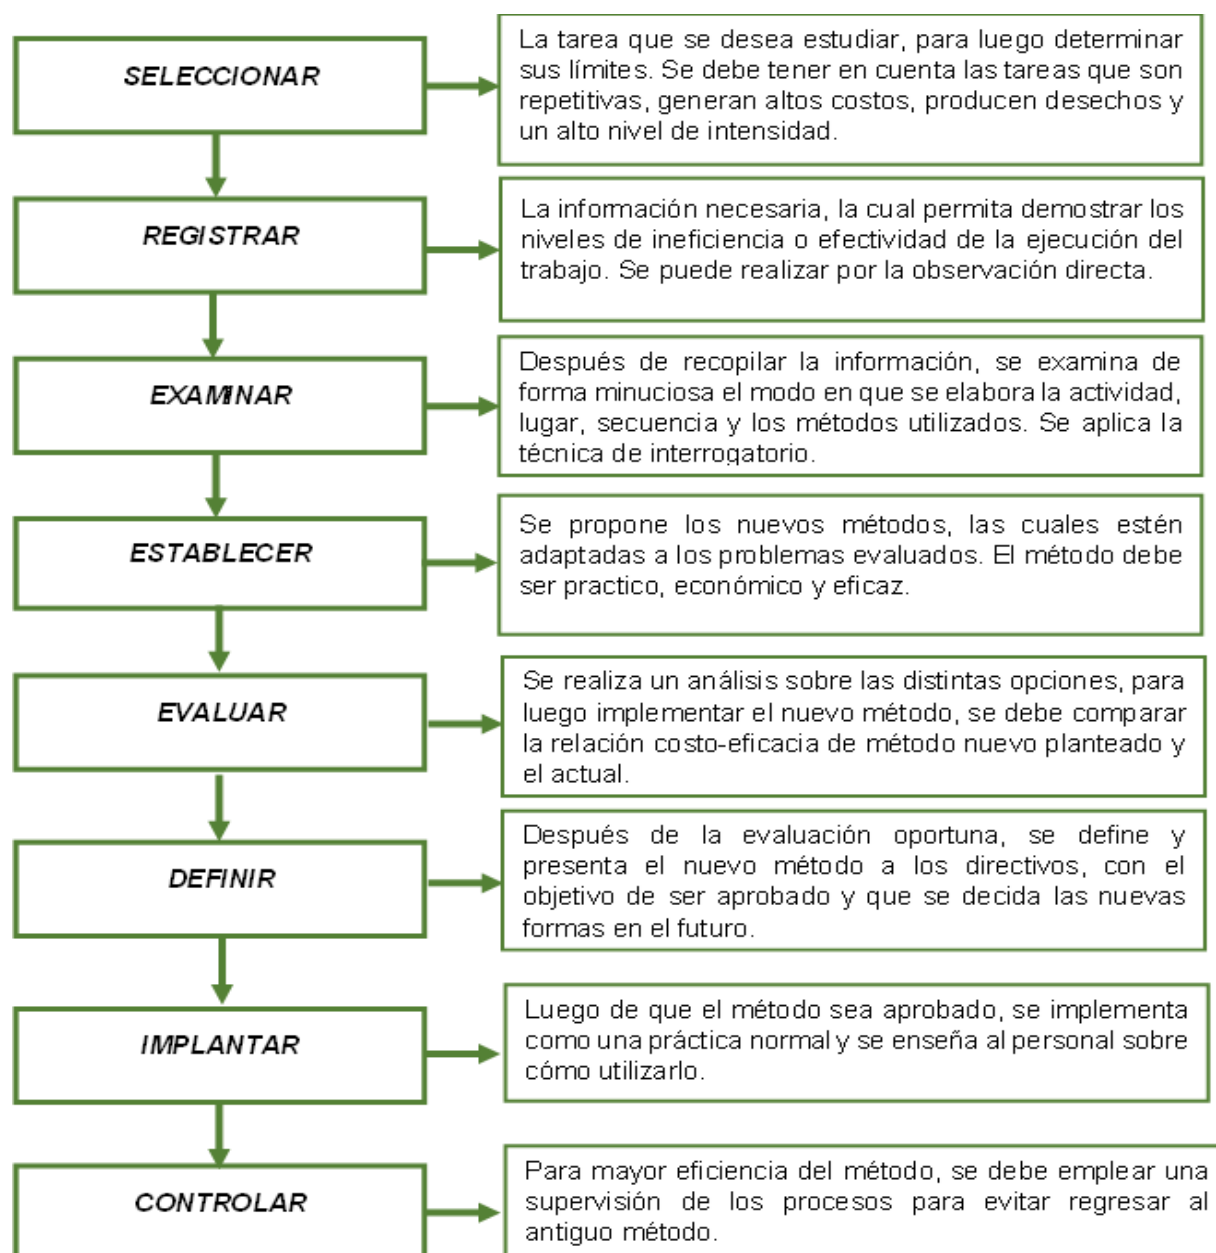 SELECCIONAR
La tarea que se desea estudiar, para luego determinar
sus límites. Se debe tener en cuenta las tareas que son
repetitivas, generan altos costos, producen desechos y
un alto nivel de intensidad.
REGISTRAR
La información necesaria, la cual permita demostrar los
niveles de ineficiencia o efectividad de la ejecución del
trabajo. Se puede realizar por la observación directa.
EXAMINAR
Después de recopilar la información, se examina de
forma minuciosa el modo en que se elabora la actividad,
lugar, secuencia y los métodos utilizados. Se aplica la
técnica de interrogatorio.
ESTABLECER
Se propone los nuevos métodos, las cuales estén
adaptadas a los problemas evaluados. El método debe
ser practico, económico y eficaz.
EVALUAR
Se realiza un análisis sobre las distintas opciones, para
luego implementar el nuevo método, se debe comparar
la relación costo-eficacia de método nuevo planteado y
el actual.
DEFINIR
Después de la evaluación oportuna, se define y
presenta el nuevo método a los directivos, con el
objetivo de ser aprobado y que se decida las nuevas
formas en el futuro.
IMPLANTAR
Luego de que el método sea aprobado, se implementa
como una práctica normal y se enseña al personal sobre
cómo utilizarlo.
CONTROLAR
Para mayor eficiencia del método, se debe emplear una
supervisión de los procesos para evitar regresar al
antiguo método.